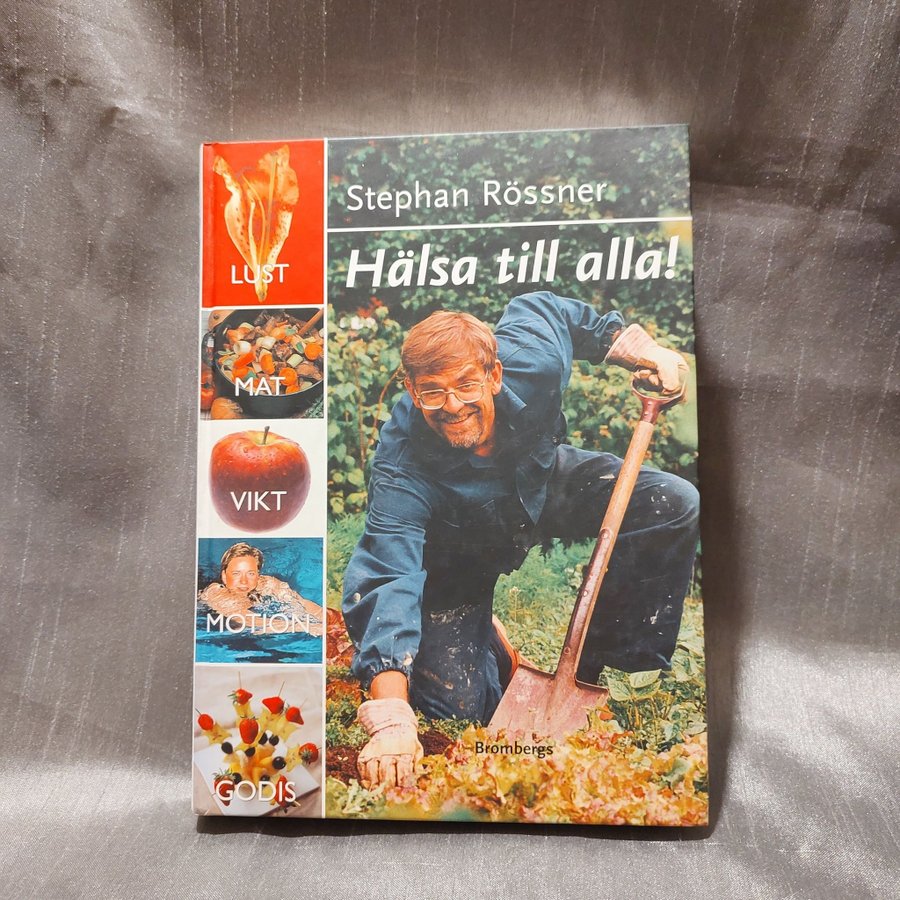 Stephan Rössner
Hälsa till alla!
LUST
MAT
VIKT
MOTION
GODIS
Brombergs